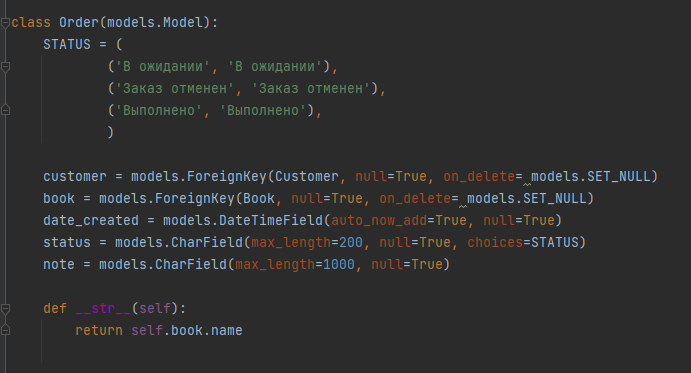 class Order(models.Model):
    STATUS = (
            ('В ожидании', 'В ожидании'),
            ('Заказ отменен', 'Заказ отменен'),
            ('Выполнено', 'Выполнено'),
            )
    customer = models.ForeignKey(Customer, null=True, on_delete= models.SET_NULL)
    book = models.ForeignKey(Book, null=True, on_delete= models.SET_NULL)
    date_created = models.DateTimeField(auto_now_add=True, null=True)
    status = models.CharField(max_length=200, null=True, choices=STATUS)
    note = models.CharField(max_length=1000, null=True)
    def __str__(self):
        return self.book.name